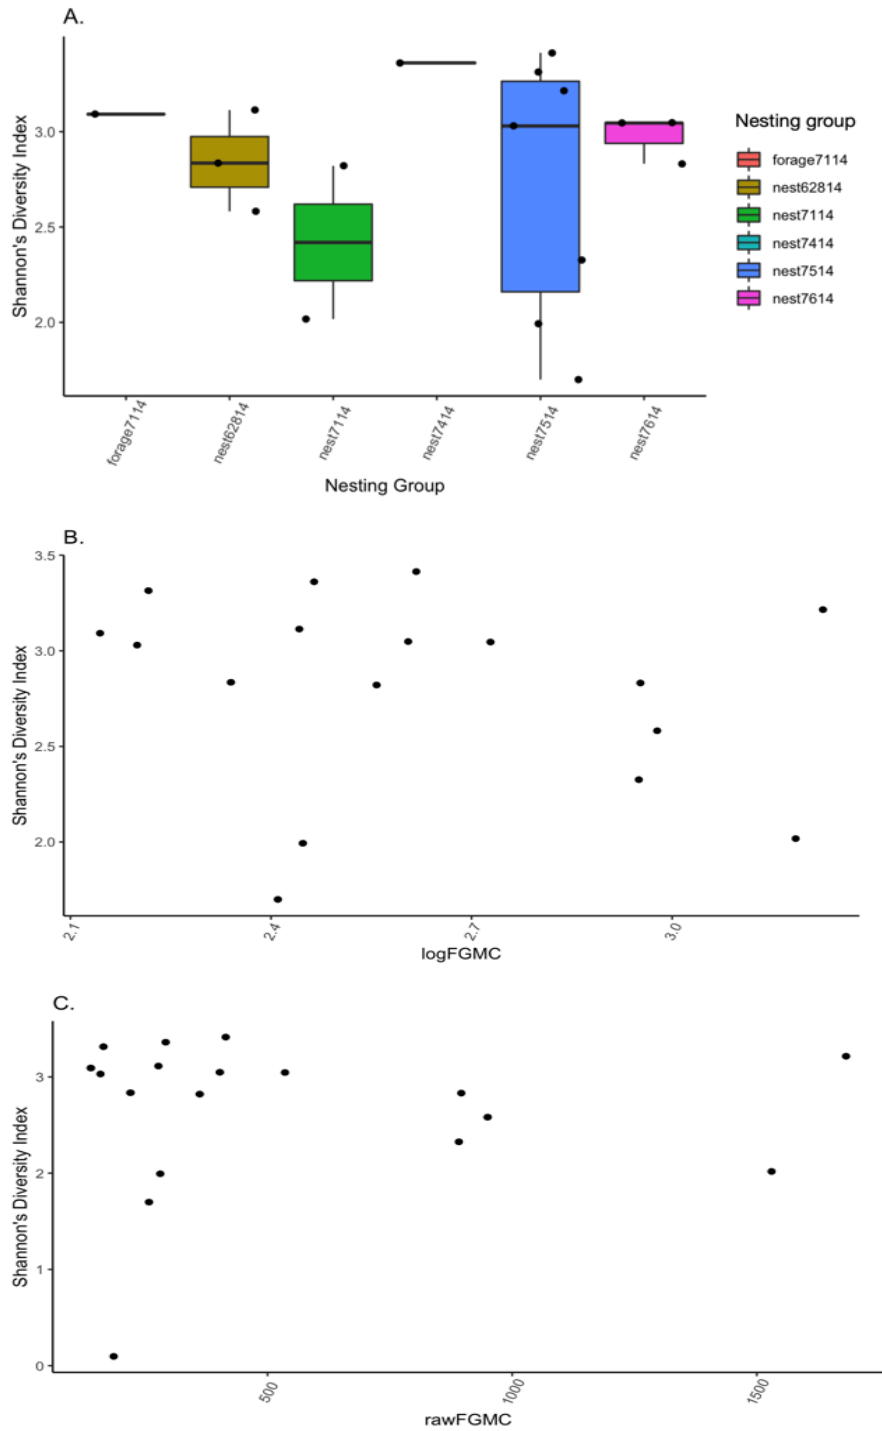 A.
Shannon's Diversity Index
3.0
2.5
2.0
forage7114
nest62814
nest7114
nest7414
nest7514
nest7614
Nesting Group
Nesting group
forage7114
nest62814
nest7114
nest7414
nest7514
nest7614
B.
Shannon's Diversity Index
3.5
3.0
2.5
2.0
2.1
2.4
2.7
3.0
logFGMC
C.
Shannon's Diversity Index
3
2
1
0
500
1000
1500
rawFGMC